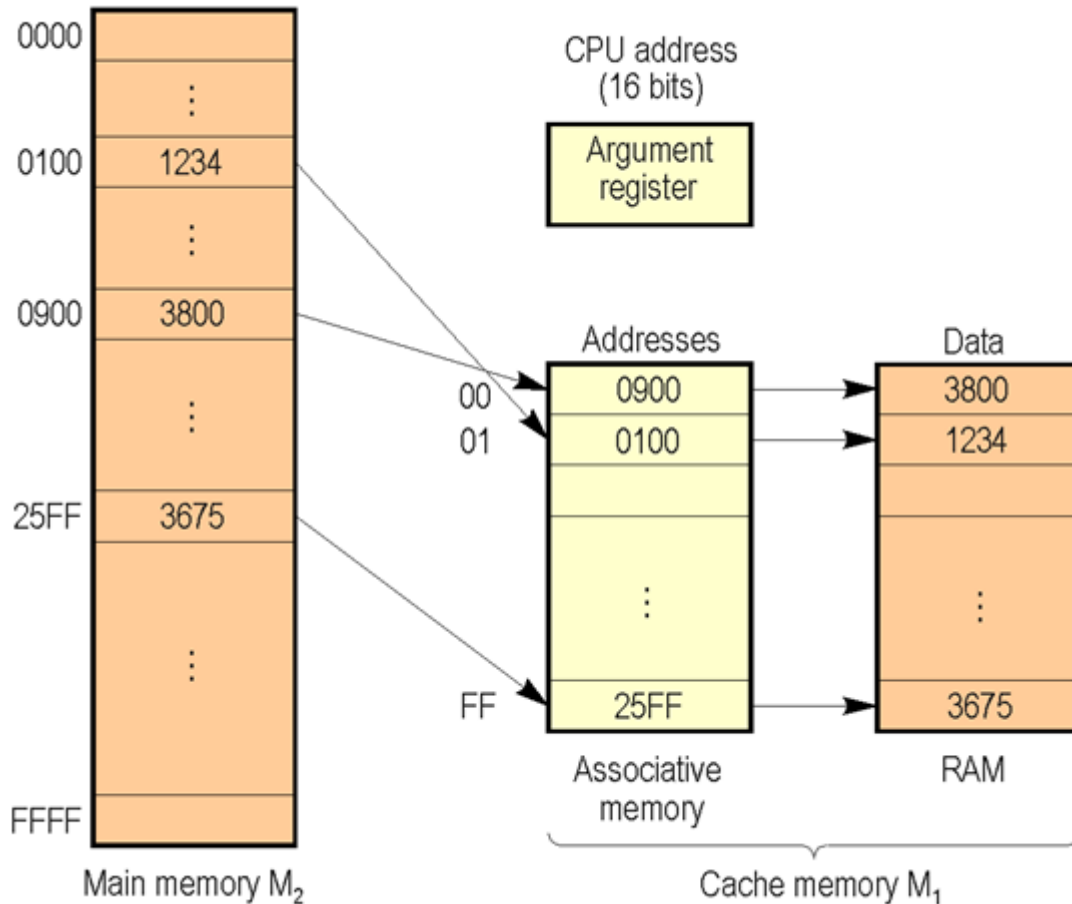 0000
⋮
0100
1234
⋮
0900
3800
⋮
25FF
3675
⋮
FFFF
Main memory M₂
CPU address
(16 bits)
Argument
register
Addresses
Data
00
0900
3800
01
0100
1234
⋮
⋮
FF
25FF
3675
Associative
memory
RAM
Cache memory M₁